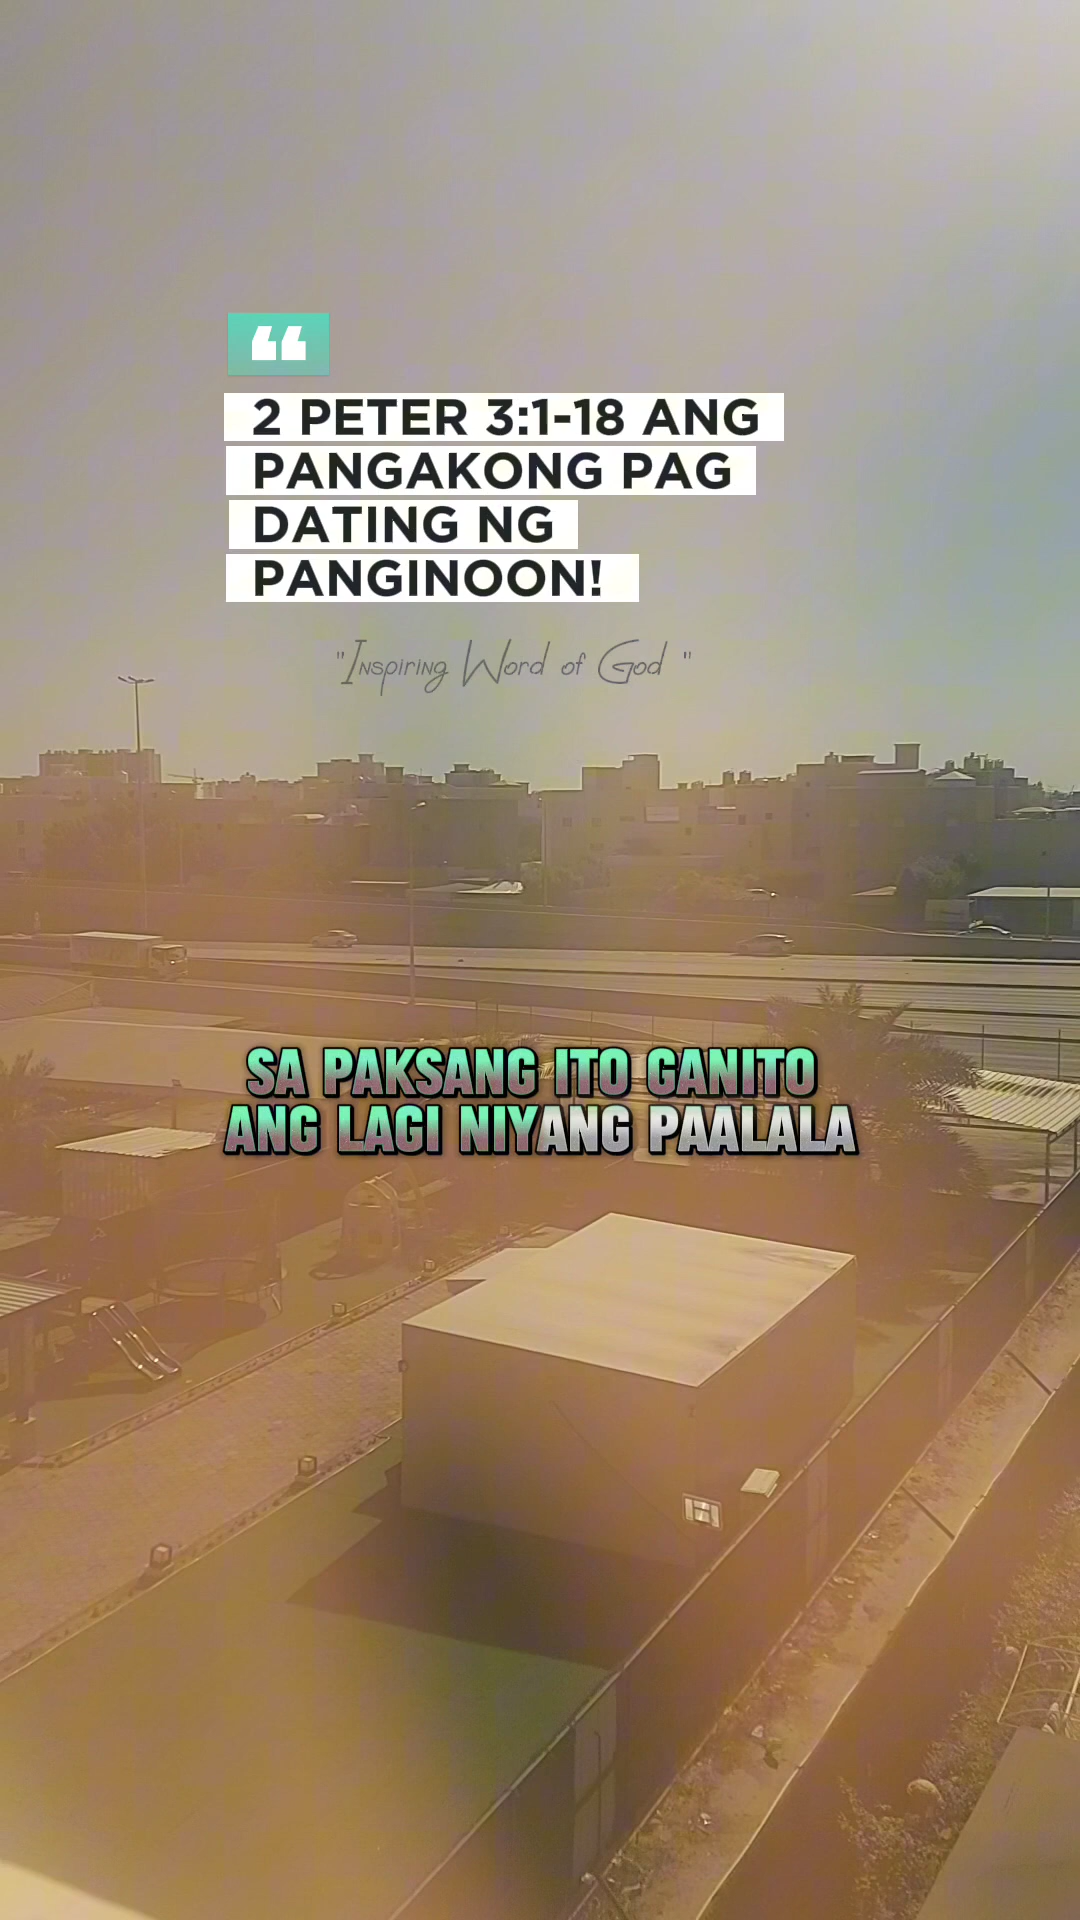 ❝
2 PETER 3:1-18 ANG
PANGAKONG PAG
DATING NG
PANGINOON!
"Inspiring Word of God "
SA PAKSANG ITO GANITO
ANG LAGI NIYANG PAALALA